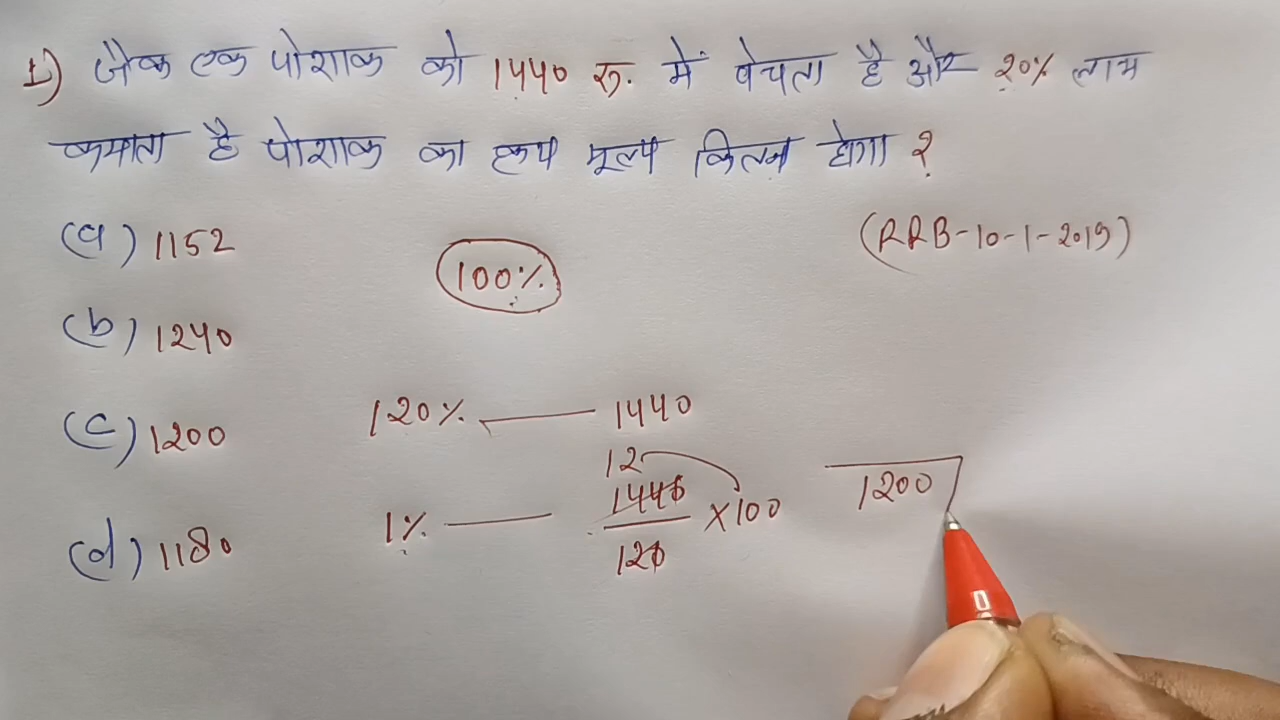 1) जैक एक पोशाक को 1440 रु. में बेचता है और 20% लाभ
कमाता है पोशाक का क्रय मूल्य कितना होगा ?
(RRB-10-1-2019)
(a) 1152
100%
(b) 1240
(c) 1200
120% — 1440
12
1% — 1440/120 × 100
1200
(d) 1180